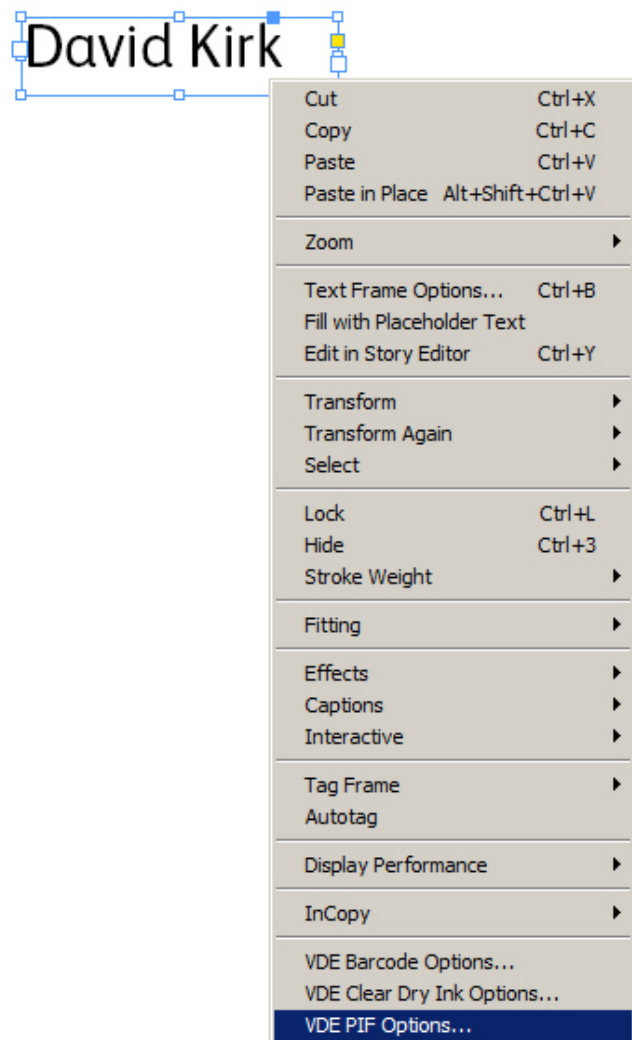 David Kirk
Cut Ctrl+X
Copy Ctrl+C
Paste Ctrl+V
Paste in Place Alt+Shift+Ctrl+V
Zoom
Text Frame Options... Ctrl+B
Fill with Placeholder Text
Edit in Story Editor Ctrl+Y
Transform
Transform Again
Select
Lock Ctrl+L
Hide Ctrl+3
Stroke Weight
Fitting
Effects
Captions
Interactive
Tag Frame
Autotag
Display Performance
InCopy
VDE Barcode Options...
VDE Clear Dry Ink Options...
VDE PIF Options...